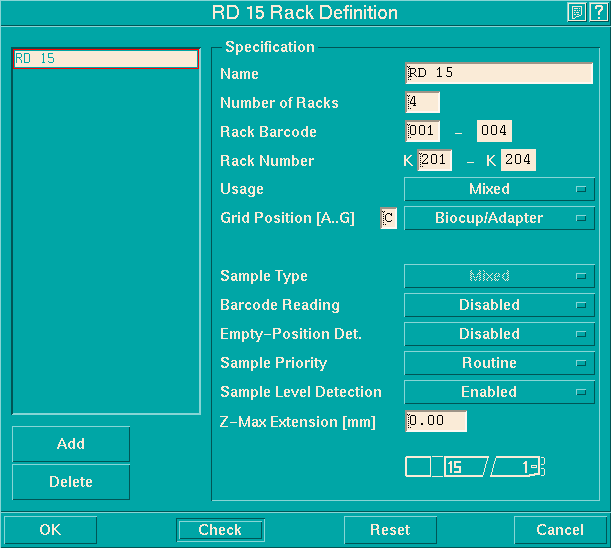 RD 15 Rack Definition
?
RD 15
Specification
Name RD 15
Number of Racks 4
Rack Barcode 001 - 004
Rack Number K 201 - K 204
Usage Mixed
Grid Position [A..G] C Biocup/Adapter
Sample Type Mixed
Barcode Reading Disabled
Empty-Position Det. Disabled
Sample Priority Routine
Sample Level Detection Enabled
Z-Max Extension [mm] 0.00
15 1
Add
Delete
OK Check Reset Cancel